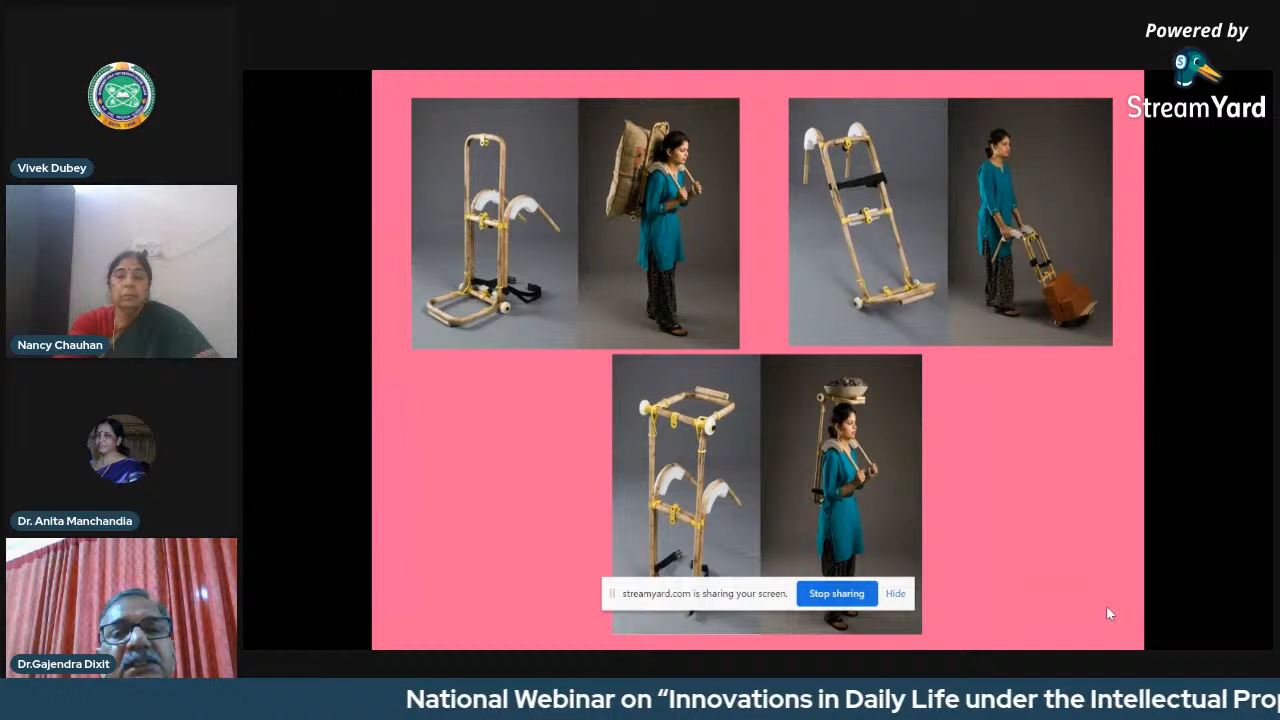 Powered by
StreamYard
Vivek Dubey
Nancy Chauhan
Dr. Anita Manchandia
Dr.Gajendra Dixit
streamyard.com is sharing your screen.
Stop sharing
Hide
National Webinar on “Innovations in Daily Life under the Intellectual Prop